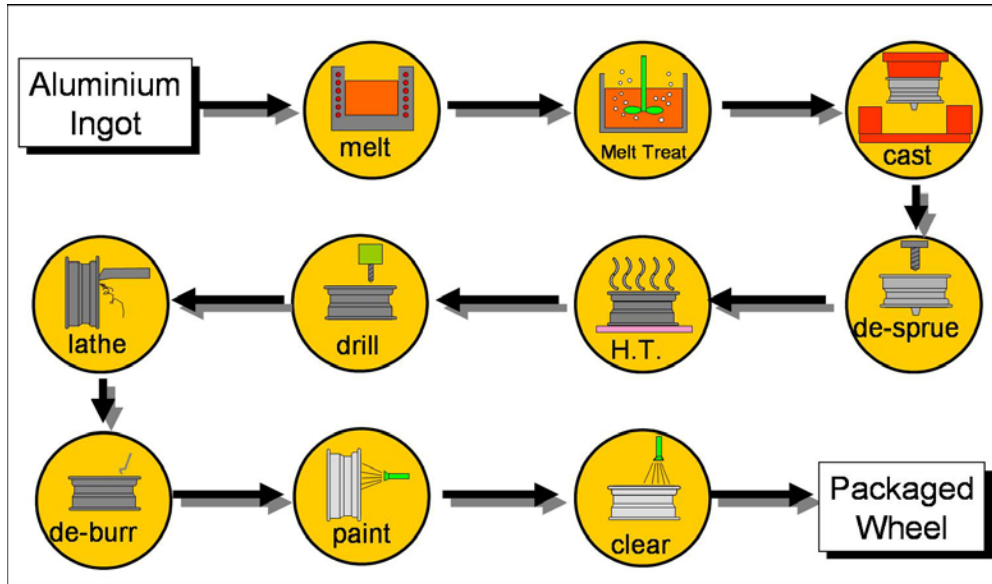 Aluminium
Ingot
melt
Melt Treat
cast
de-sprue
H.T.
drill
lathe
de-burr
paint
clear
Packaged
Wheel